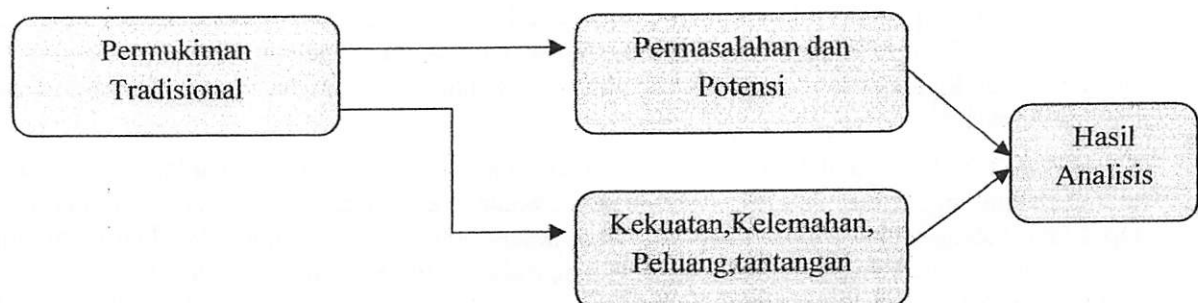 Permukiman
Tradisional
Permasalahan dan
Potensi
Kekuatan,Kelemahan,
Peluang,tantangan
Hasil
Analisis